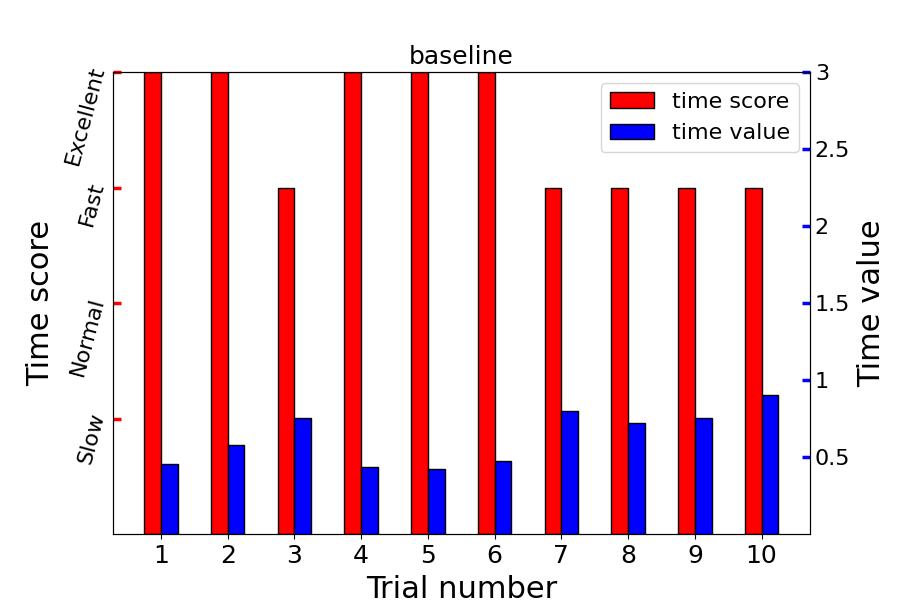 baseline
time score
time value
Time score
Excellent
Fast
Normal
Slow
3
2.5
2
1.5
1
0.5
Time value
1 2 3 4 5 6 7 8 9 10
Trial number